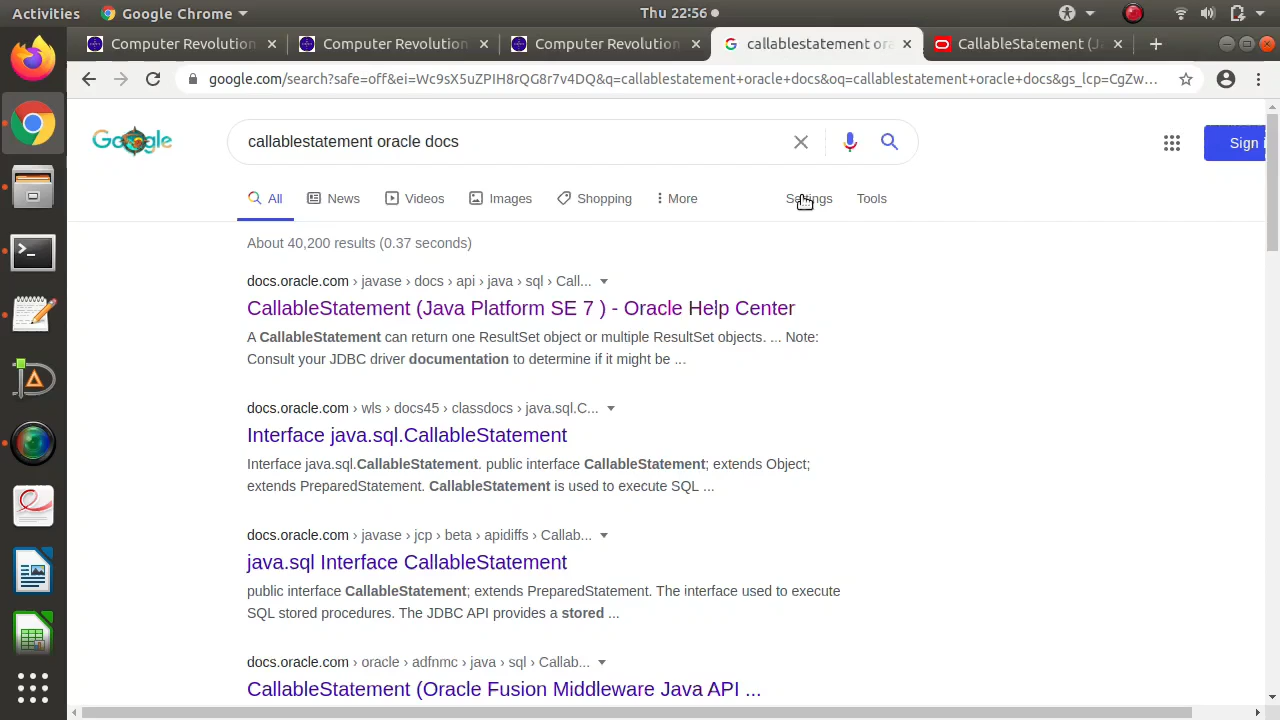 Activities Google Chrome Thu 22:56
Computer Revolution Computer Revolution Computer Revolution callablestatement ora CallableStatement (Ja
google.com/search?safe=off&ei=Wc9sX5uZPIH8rQG8r7v4DQ&q=callablestatement+oracle+docs&oq=callablestatement+oracle+docs&gs_lcp=CgZw...
Google callablestatement oracle docs Sign i
All News Videos Images Shopping More Settings Tools
About 40,200 results (0.37 seconds)
docs.oracle.com › javase › docs › api › java › sql › Call...
CallableStatement (Java Platform SE 7 ) - Oracle Help Center
A CallableStatement can return one ResultSet object or multiple ResultSet objects. ... Note:
Consult your JDBC driver documentation to determine if it might be ...
docs.oracle.com › wls › docs45 › classdocs › java.sql.C...
Interface java.sql.CallableStatement
Interface java.sql.CallableStatement. public interface CallableStatement; extends Object;
extends PreparedStatement. CallableStatement is used to execute SQL ...
docs.oracle.com › javase › jcp › beta › apidiffs › Callab...
java.sql Interface CallableStatement
public interface CallableStatement; extends PreparedStatement. The interface used to execute
SQL stored procedures. The JDBC API provides a stored ...
docs.oracle.com › oracle › adfnmc › java › sql › Callab...
CallableStatement (Oracle Fusion Middleware Java API ...